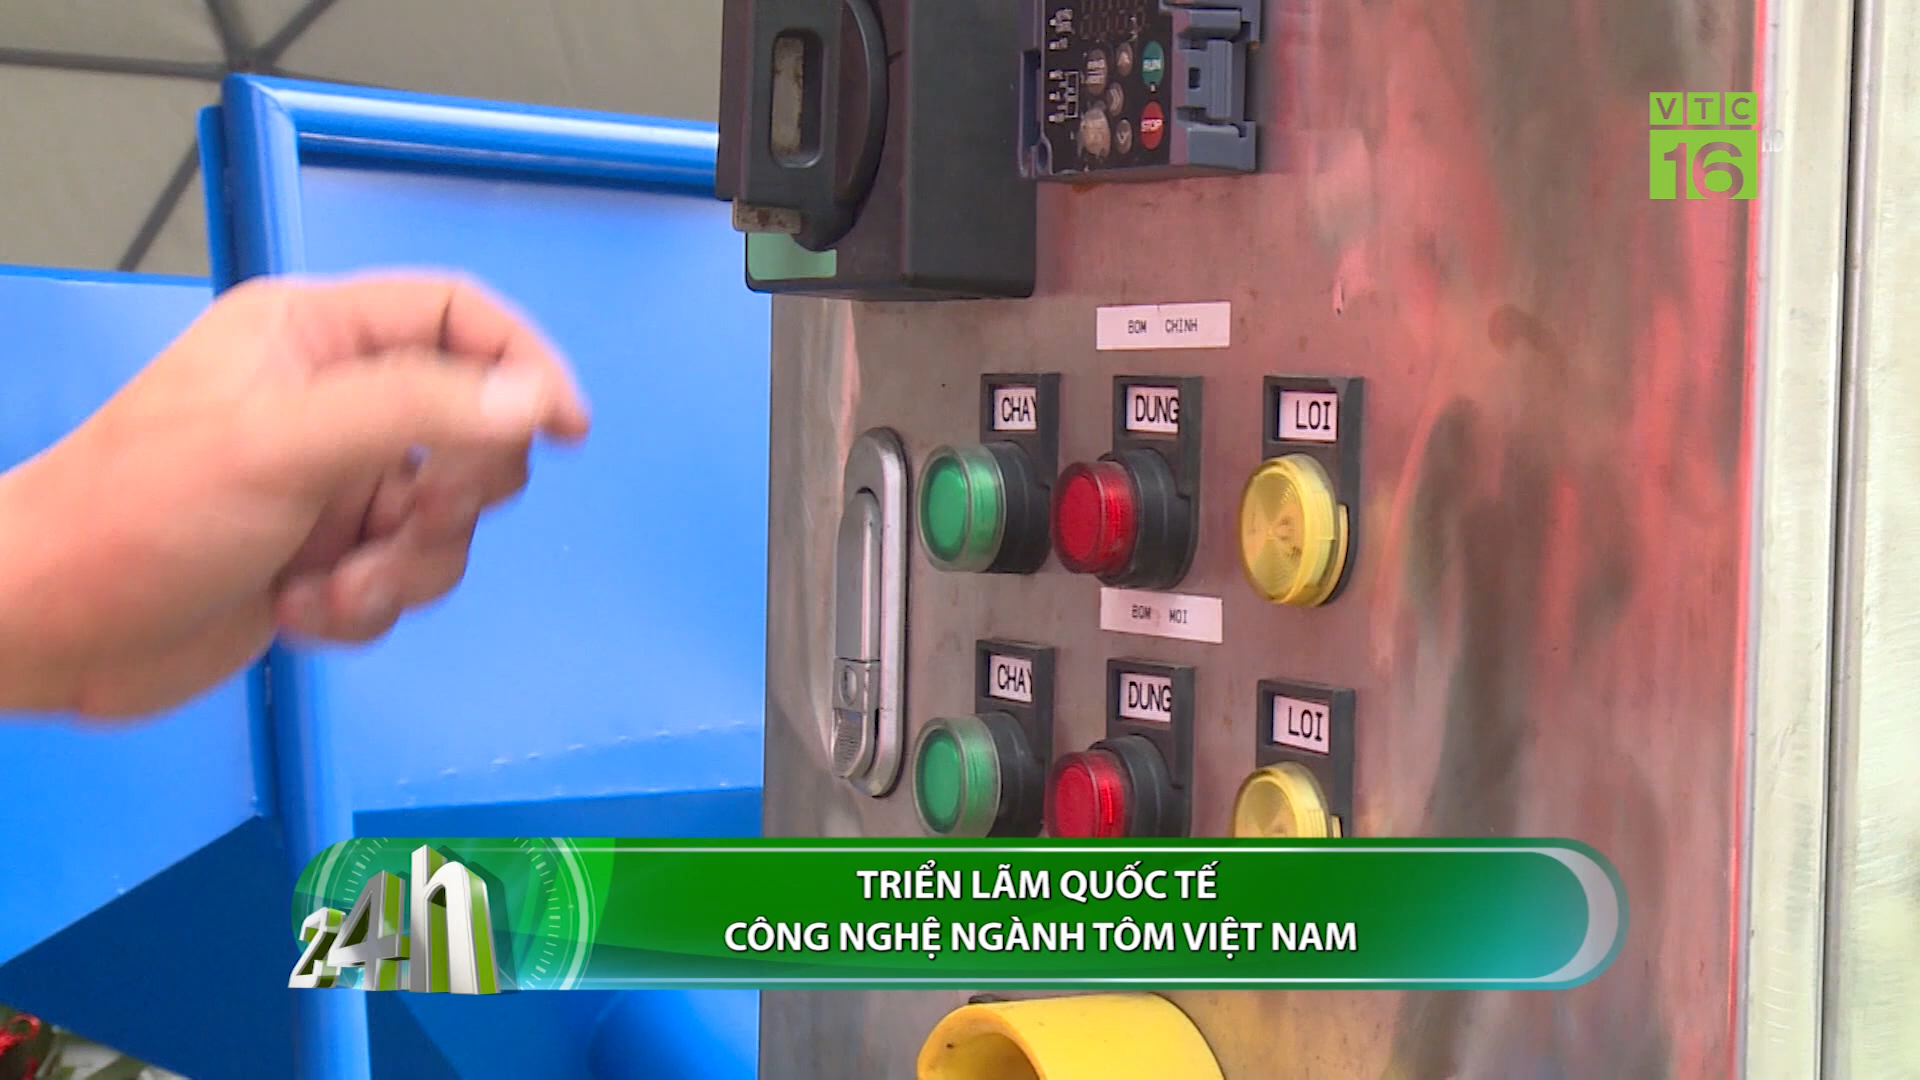 RUN
STOP
VTC
16
HD
BOM CHINH
CHAY
DUNG
LOI
BOM MOI
CHAY
DUNG
LOI
24h
TRIỂN LÃM QUỐC TẾ
CÔNG NGHỆ NGÀNH TÔM VIỆT NAM